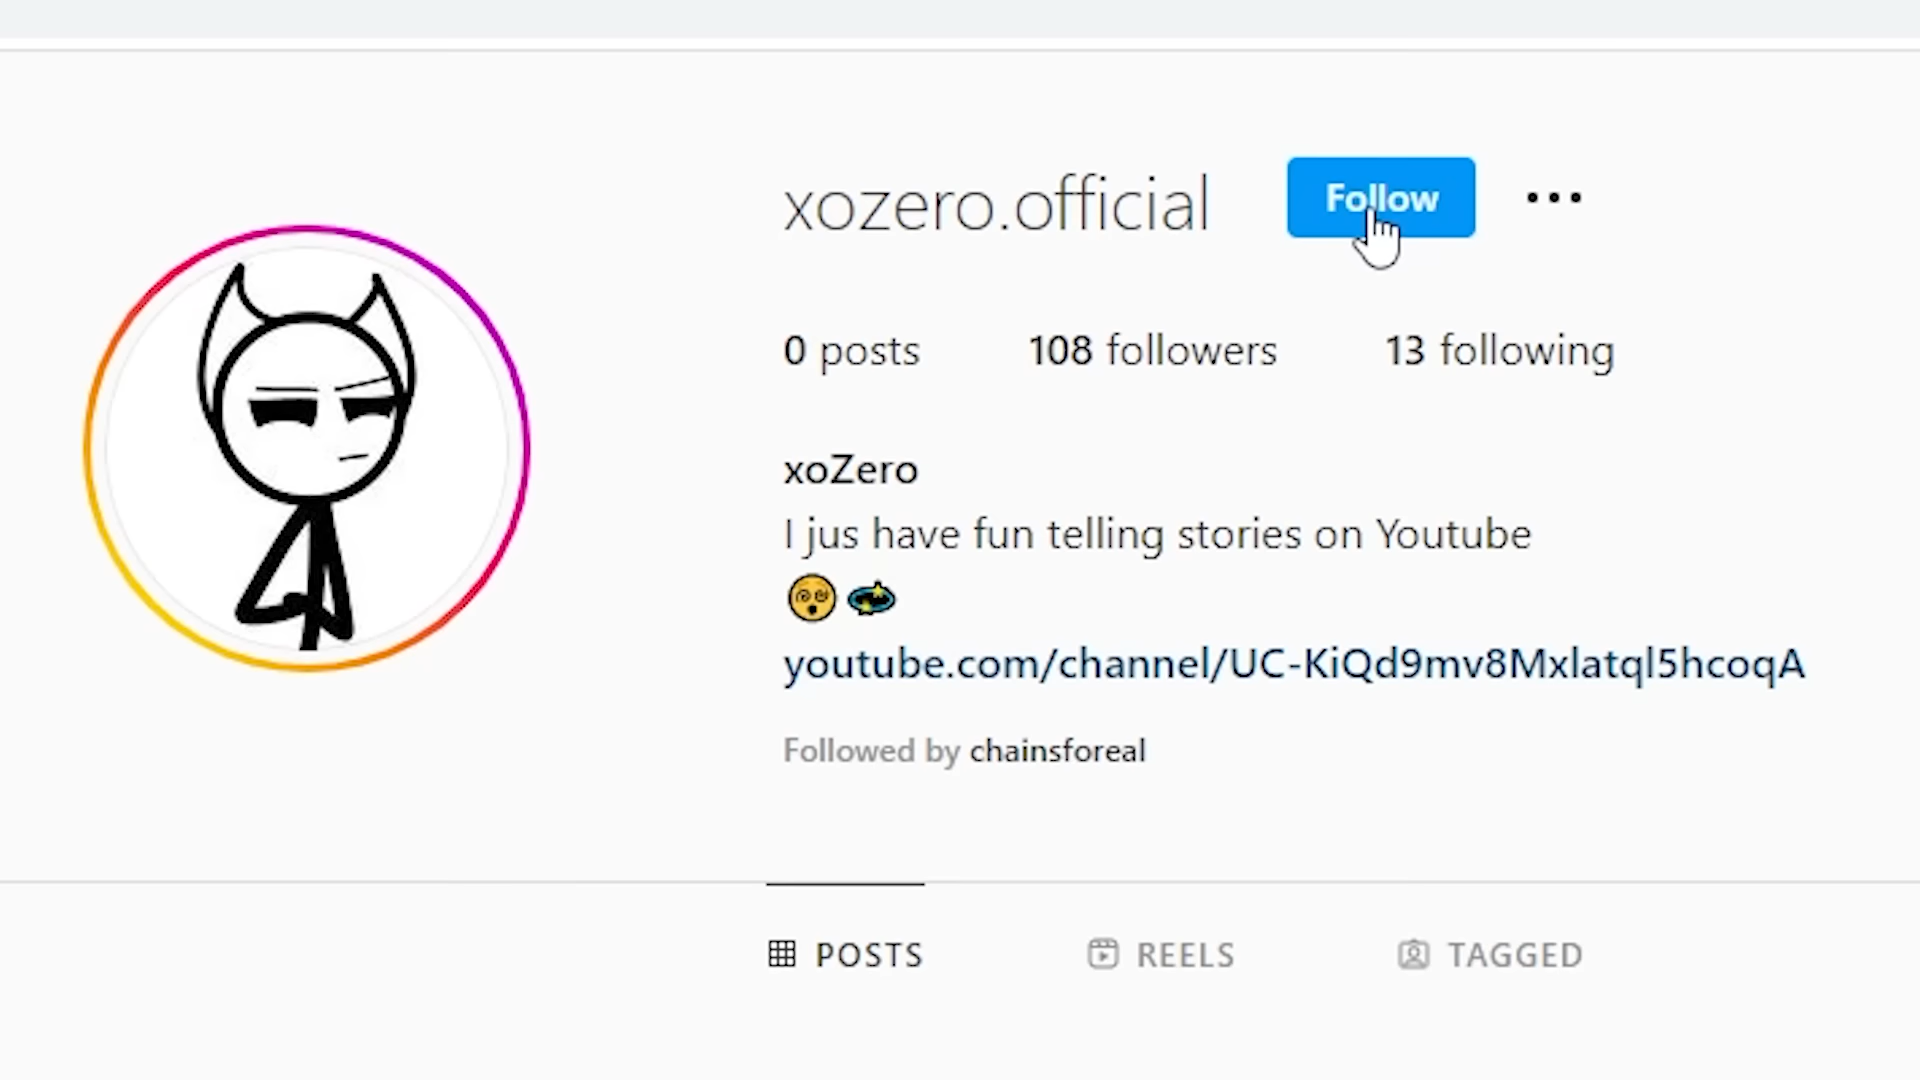 xozero.official Follow
0 posts 108 followers 13 following
xoZero
I jus have fun telling stories on Youtube
youtube.com/channel/UC-KiQd9mv8Mxlatql5hcoqA
Followed by chainsforeal
POSTS REELS TAGGED